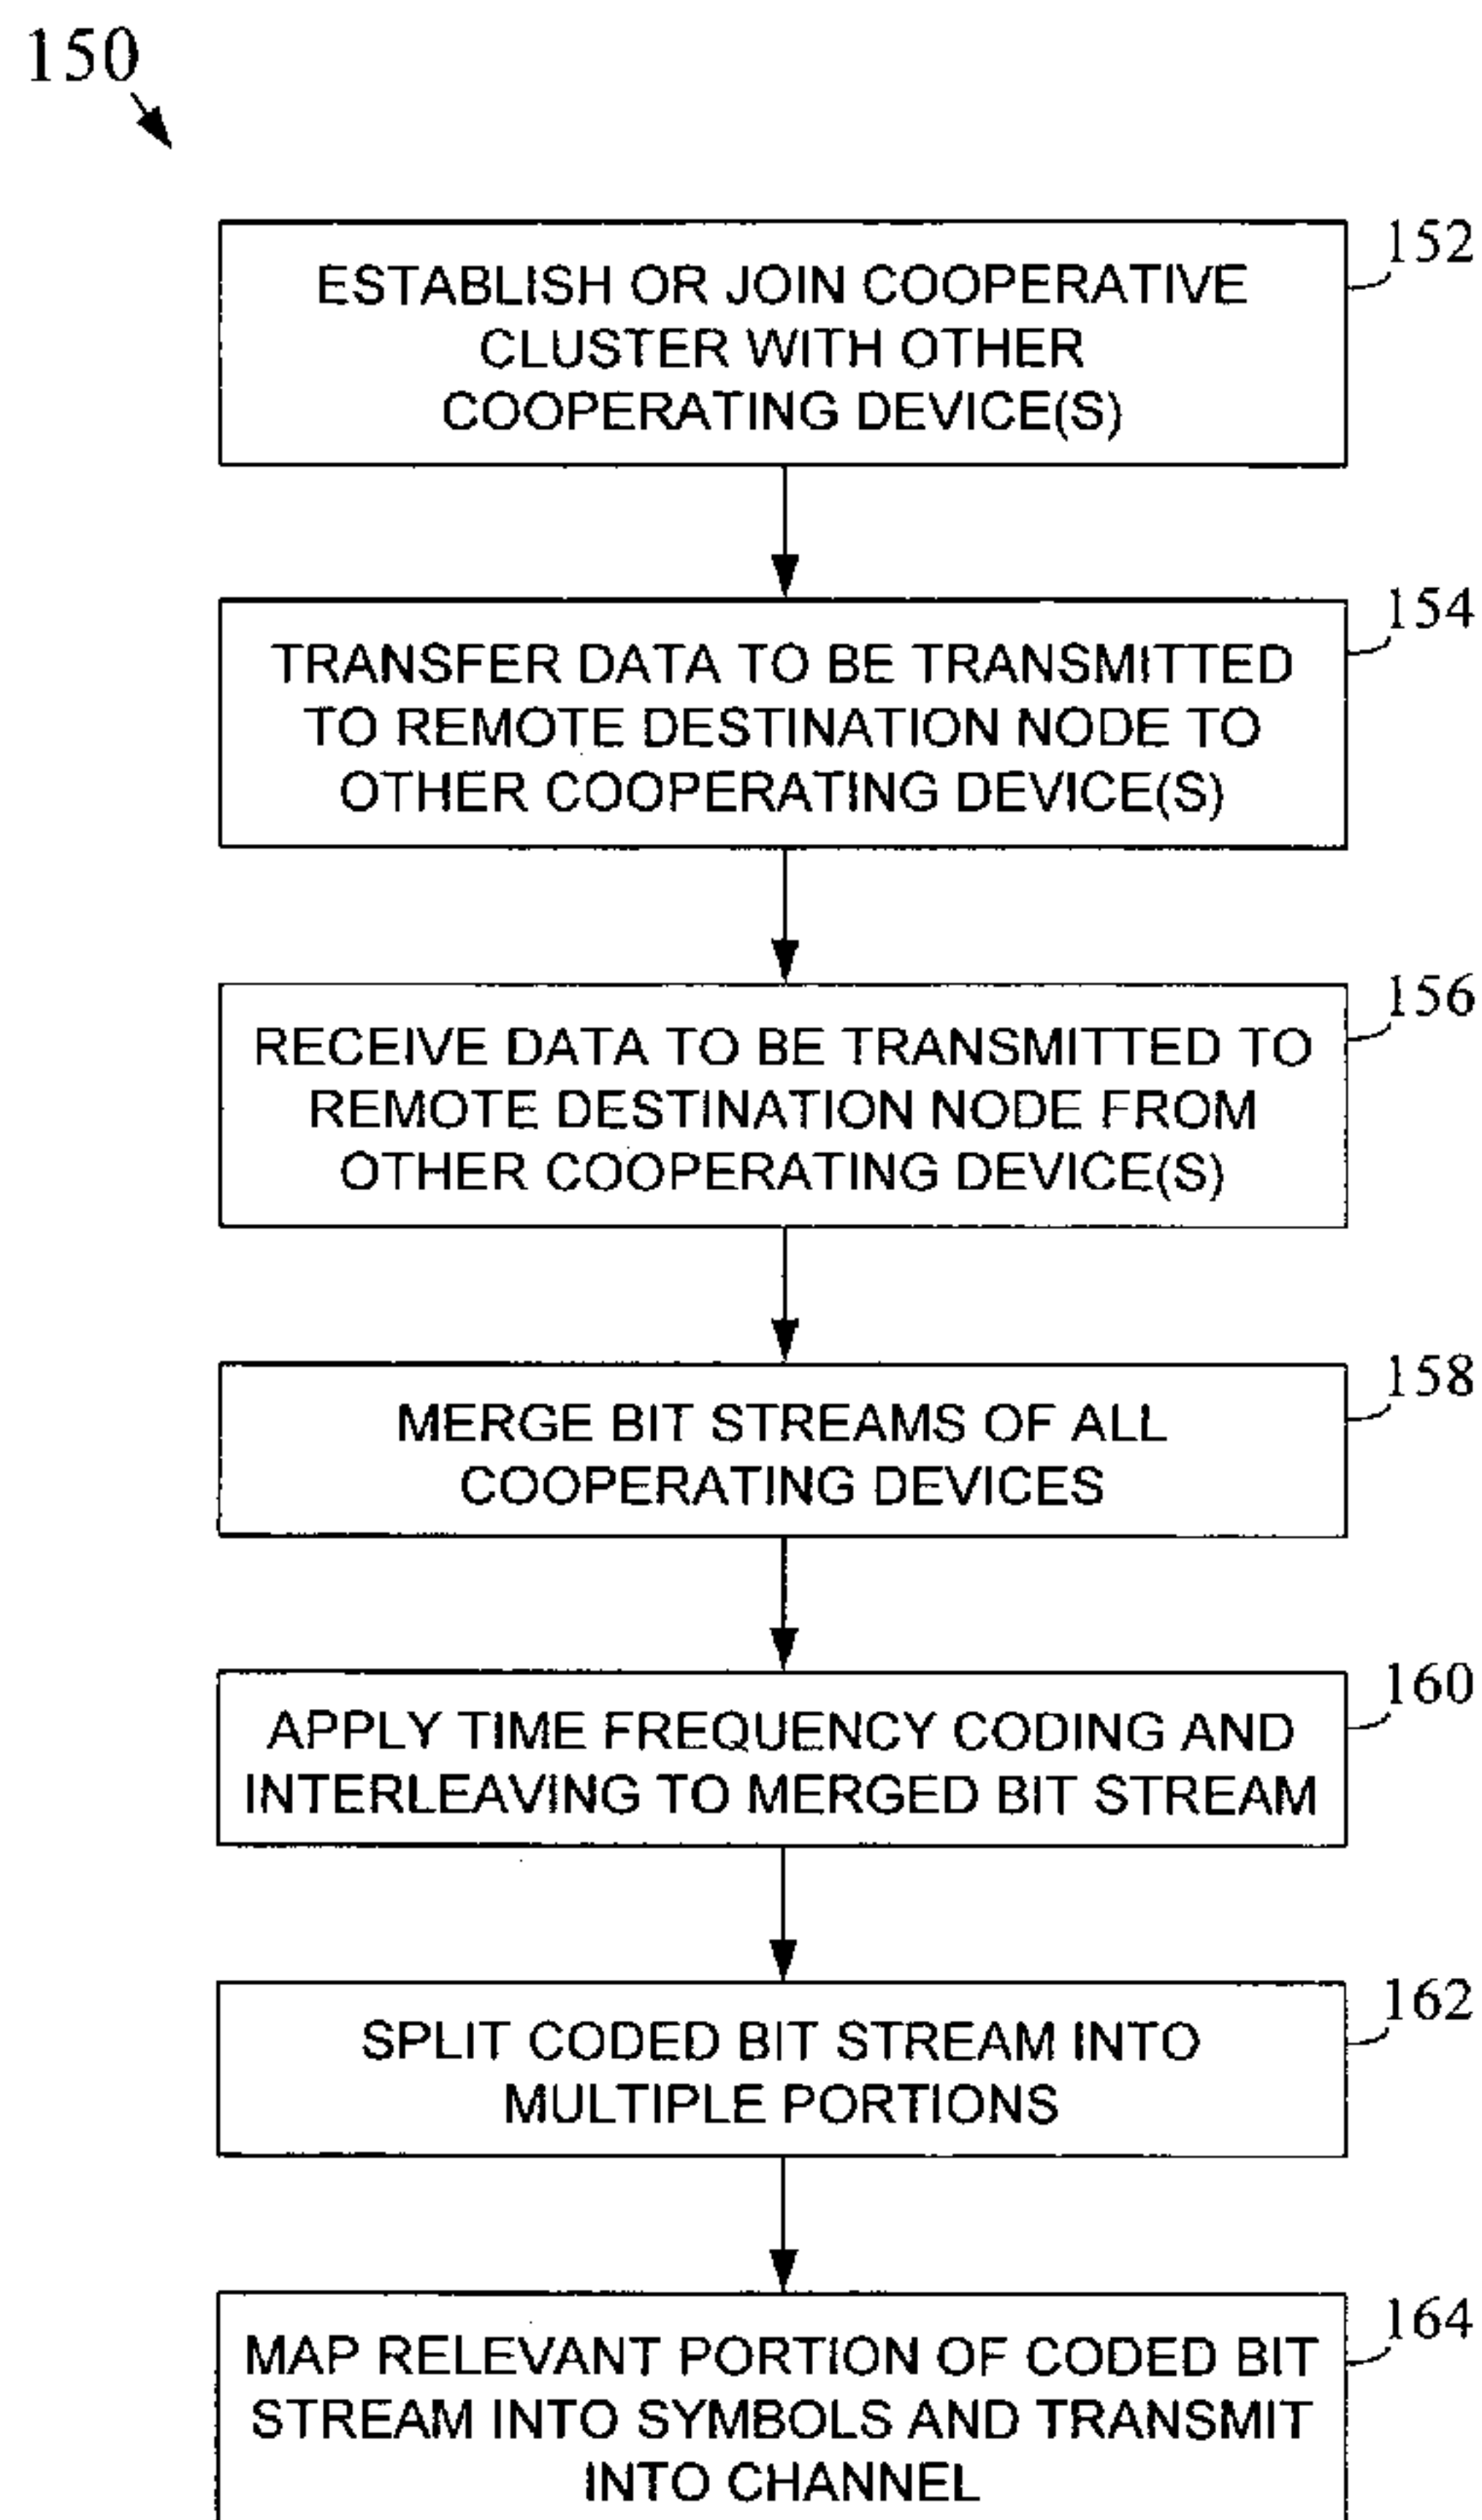 150
152
ESTABLISH OR JOIN COOPERATIVE
CLUSTER WITH OTHER
COOPERATING DEVICE(S)
154
TRANSFER DATA TO BE TRANSMITTED
TO REMOTE DESTINATION NODE TO
OTHER COOPERATING DEVICE(S)
156
RECEIVE DATA TO BE TRANSMITTED TO
REMOTE DESTINATION NODE FROM
OTHER COOPERATING DEVICE(S)
158
MERGE BIT STREAMS OF ALL
COOPERATING DEVICES
160
APPLY TIME FREQUENCY CODING AND
INTERLEAVING TO MERGED BIT STREAM
162
SPLIT CODED BIT STREAM INTO
MULTIPLE PORTIONS
164
MAP RELEVANT PORTION OF CODED BIT
STREAM INTO SYMBOLS AND TRANSMIT
INTO CHANNEL